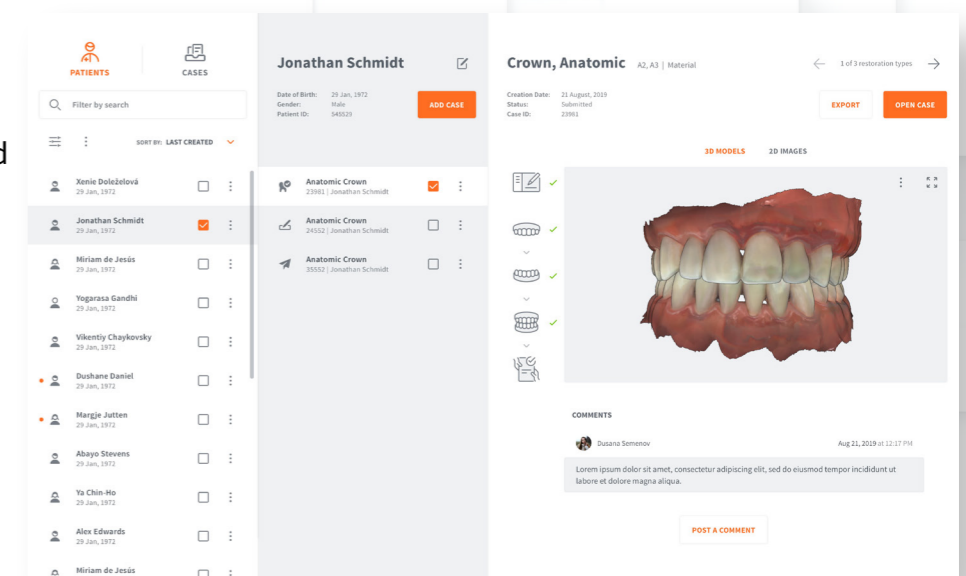 d
PATIENTS
CASES
Filter by search
SORT BY: LAST CREATED
Xenie Doleželová
29 Jan, 1972
Jonathan Schmidt
29 Jan, 1972
Miriam de Jesús
29 Jan, 1972
Yogarasa Gandhi
29 Jan, 1972
Vikentiy Chaykovsky
29 Jan, 1972
Dushane Daniel
29 Jan, 1972
Margje Jutten
29 Jan, 1972
Abayo Stevens
29 Jan, 1972
Ya Chin-Ho
29 Jan, 1972
Alex Edwards
29 Jan, 1972
Miriam de Jesús
Jonathan Schmidt
Date of Birth: 29 Jan, 1972
Gender: Male
Patient ID: 545523
ADD CASE
Anatomic Crown
23981 | Jonathan Schmidt
Anatomic Crown
24552 | Jonathan Schmidt
Anatomic Crown
35552 | Jonathan Schmidt
Crown, Anatomic A2, A3 | Material
1 of 3 restoration types
Creation Date: 21 August, 2019
Status: Submitted
Case ID: 23981
EXPORT
OPEN CASE
3D MODELS
2D IMAGES
COMMENTS
Dusana Semenov
Aug 21, 2019 at 12:17 PM
Lorem ipsum dolor sit amet, consectetur adipiscing elit, sed do eiusmod tempor incididunt ut
labore et dolore magna aliqua.
POST A COMMENT